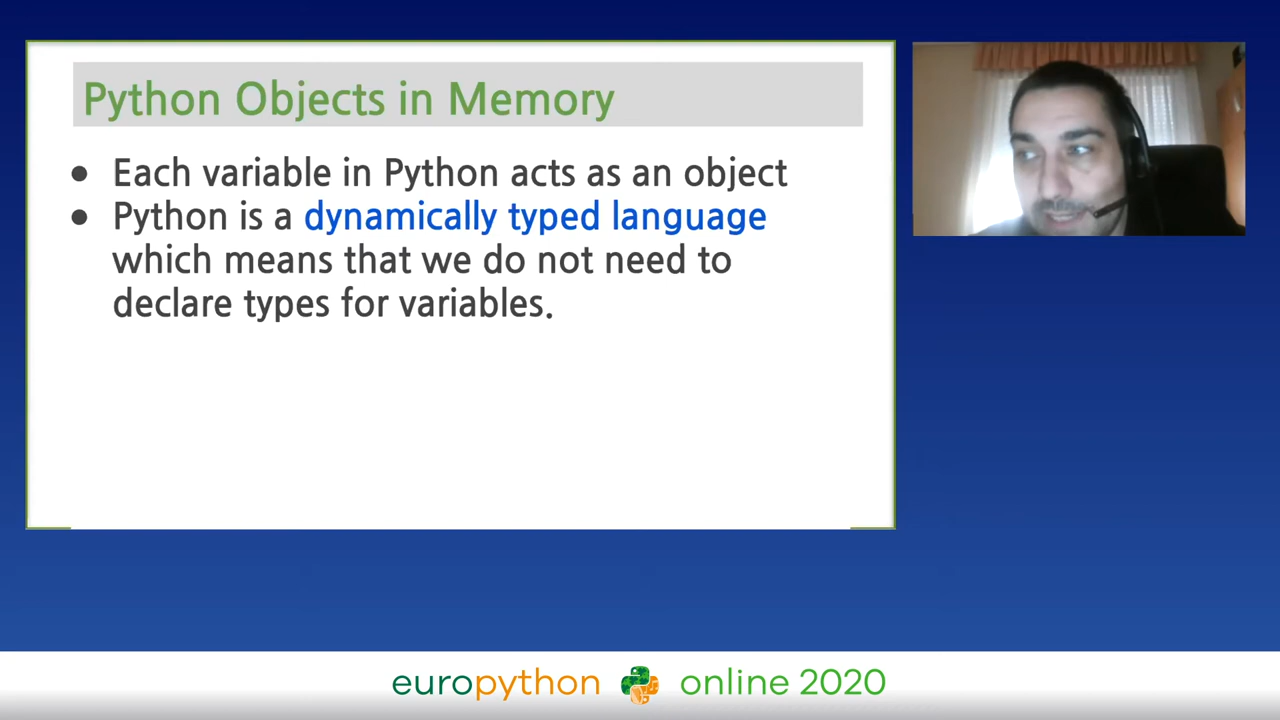 Python Objects in Memory
● Each variable in Python acts as an object
● Python is a dynamically typed language
which means that we do not need to
declare types for variables.
europython online 2020